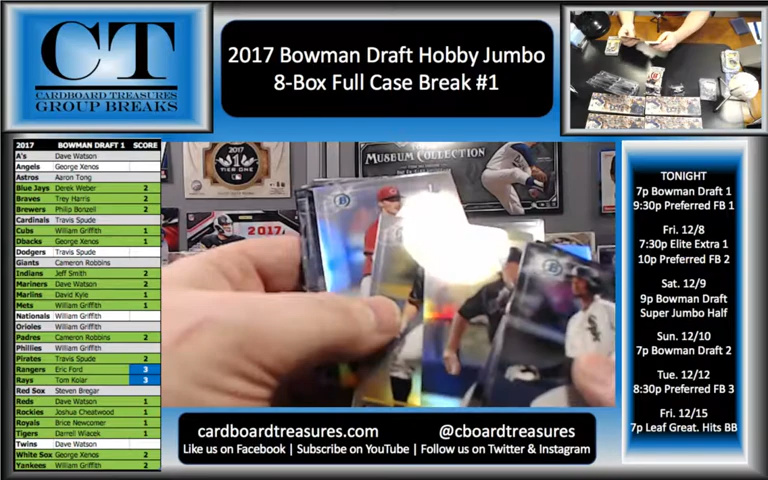 CT
CARDBOARD TREASURES
GROUP BREAKS
2017 Bowman Draft Hobby Jumbo
8-Box Full Case Break #1
2017 BOWMAN DRAFT 1 SCORE
A's Dave Watson
Angels George Xenos
Astros Aaron Tong
Blue Jays Derek Weber 2
Braves Trey Harris 2
Brewers Philip Bonzell 2
Cardinals Travis Spude
Cubs William Griffith 1
Dbacks George Xenos 1
Dodgers Travis Spude
Giants Cameron Robbins
Indians Jeff Smith 2
Mariners Dave Watson 2
Marlins David Kyle 1
Mets William Griffith 1
Nationals William Griffith
Orioles William Griffith
Padres Cameron Robbins 2
Phillies William Griffith
Pirates Travis Spude 2
Rangers Eric Ford 3
Rays Tom Kolar 3
Red Sox Steven Bregar
Reds Dave Watson 1
Rockies Joshua Cheatwood 1
Royals Brice Newcomer 1
Tigers Darrell Wiacek 1
Twins Dave Watson
White Sox George Xenos 2
Yankees William Griffith 2
2017
TIER ONE
MUSEUM COLLECTION
2017
TONIGHT
7p Bowman Draft 1
9:30p Preferred FB 1
Fri. 12/8
7:30p Elite Extra 1
10p Preferred FB 2
Sat. 12/9
9p Bowman Draft
Super Jumbo Half
Sun. 12/10
7p Bowman Draft 2
Tue. 12/12
8:30p Preferred FB 3
Fri. 12/15
7p Leaf Great. Hits BB
cardboardtreasures.com @cboardtreasures
Like us on Facebook | Subscribe on YouTube | Follow us on Twitter & Instagram